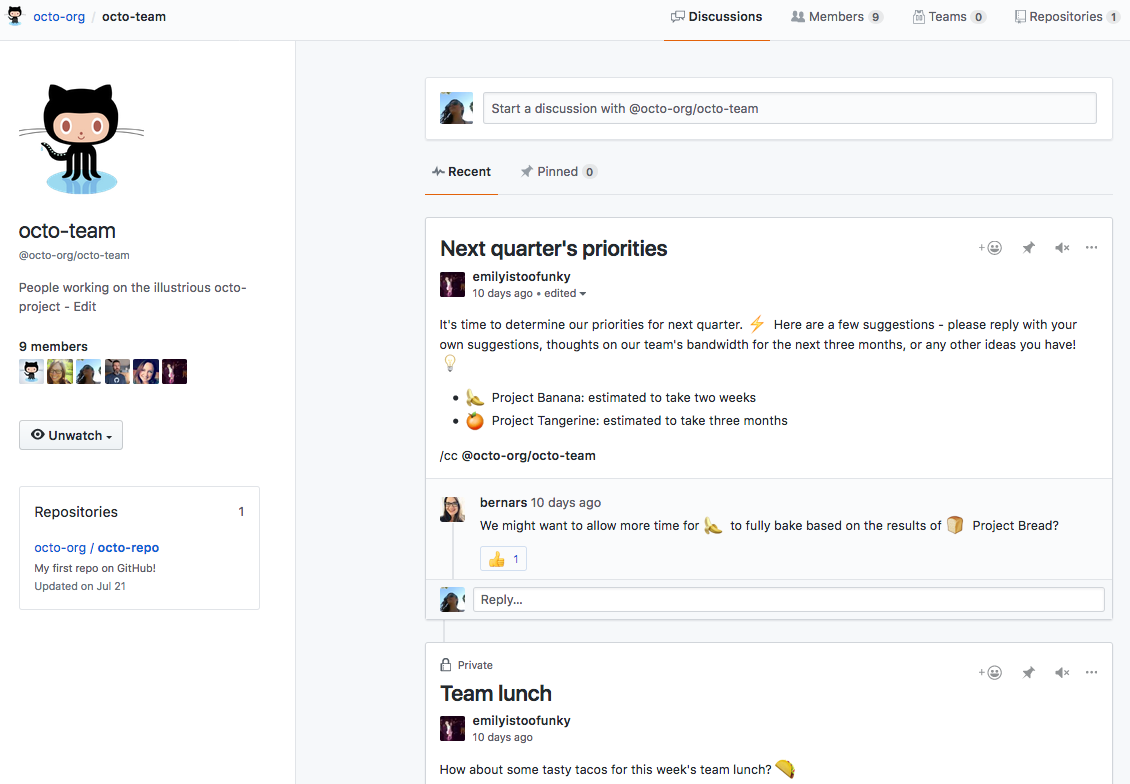 octo-org / octo-team
Discussions
Members 9
Teams 0
Repositories 1
octo-team
@octo-org/octo-team
People working on the illustrious octo-
project - Edit
9 members
Unwatch
Repositories 1
octo-org / octo-repo
My first repo on GitHub!
Updated on Jul 21
Start a discussion with @octo-org/octo-team
Recent
Pinned 0
Next quarter's priorities
emilyistoofunky
10 days ago • edited
It's time to determine our priorities for next quarter. ⚡ Here are a few suggestions - please reply with your
own suggestions, thoughts on our team's bandwidth for the next three months, or any other ideas you have!
💡
• 🍌 Project Banana: estimated to take two weeks
• 🍊 Project Tangerine: estimated to take three months
/cc @octo-org/octo-team
bernars 10 days ago
We might want to allow more time for 🍌 to fully bake based on the results of 🍞 Project Bread?
👍 1
Reply...
Private
Team lunch
emilyistoofunky
10 days ago
How about some tasty tacos for this week's team lunch? 🌮